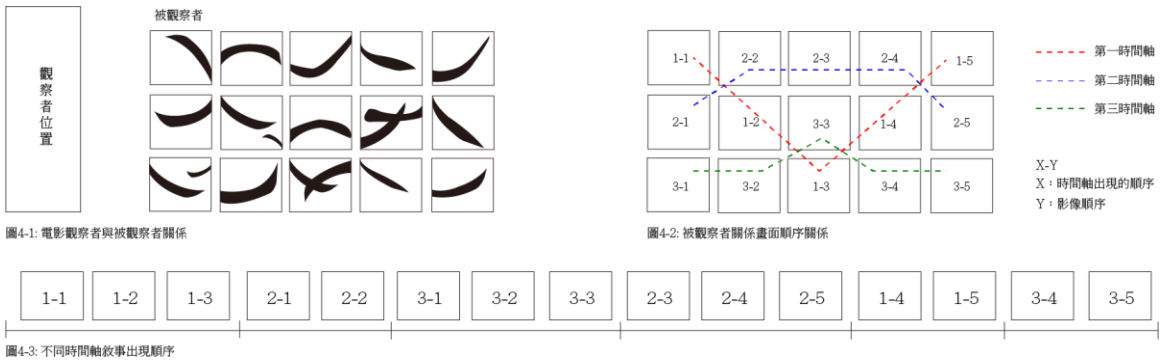 觀察者位置
被觀察者
圖4-1: 電影觀察者與被觀察者關係
1-1 2-2 2-3 2-4 1-5
2-1 1-2 3-3 1-4 2-5
3-1 3-2 1-3 3-4 3-5
第一時間軸
第二時間軸
第三時間軸
X-Y
X：時間軸出現的順序
Y：影像順序
圖4-2: 被觀察者關係畫面順序關係
1-1 1-2 1-3 2-1 2-2 3-1 3-2 3-3 2-3 2-4 2-5 1-4 1-5 3-4 3-5
圖4-3: 不同時間軸敘事出現順序